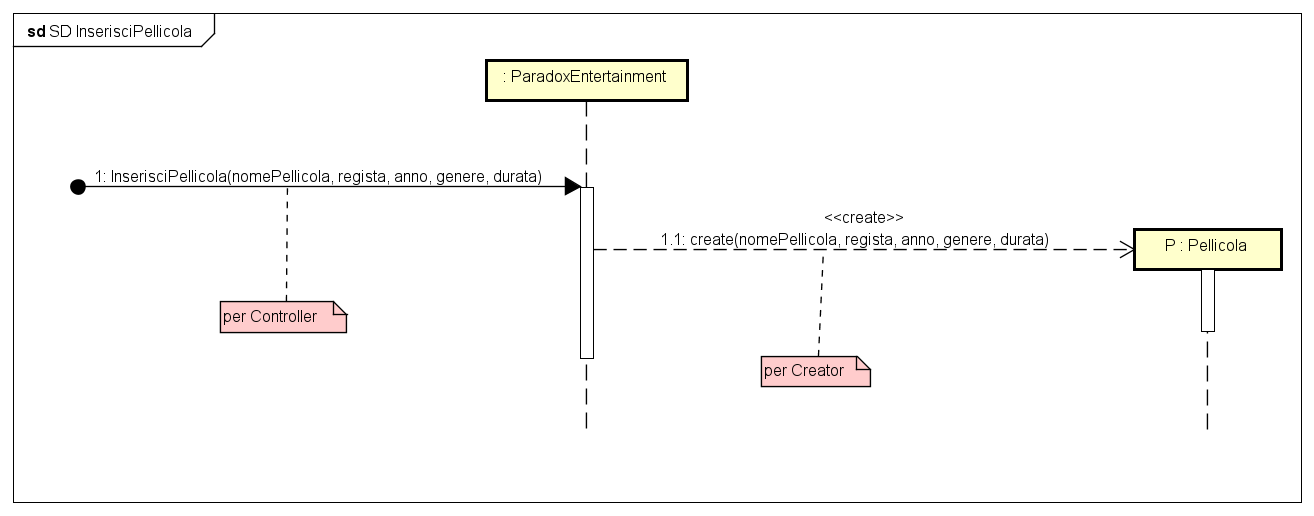 sd SD InserisciPellicola
: ParadoxEntertainment
1: InserisciPellicola(nomePellicola, regista, anno, genere, durata)
<<create>>
1.1: create(nomePellicola, regista, anno, genere, durata)
P : Pellicola
per Controller
per Creator